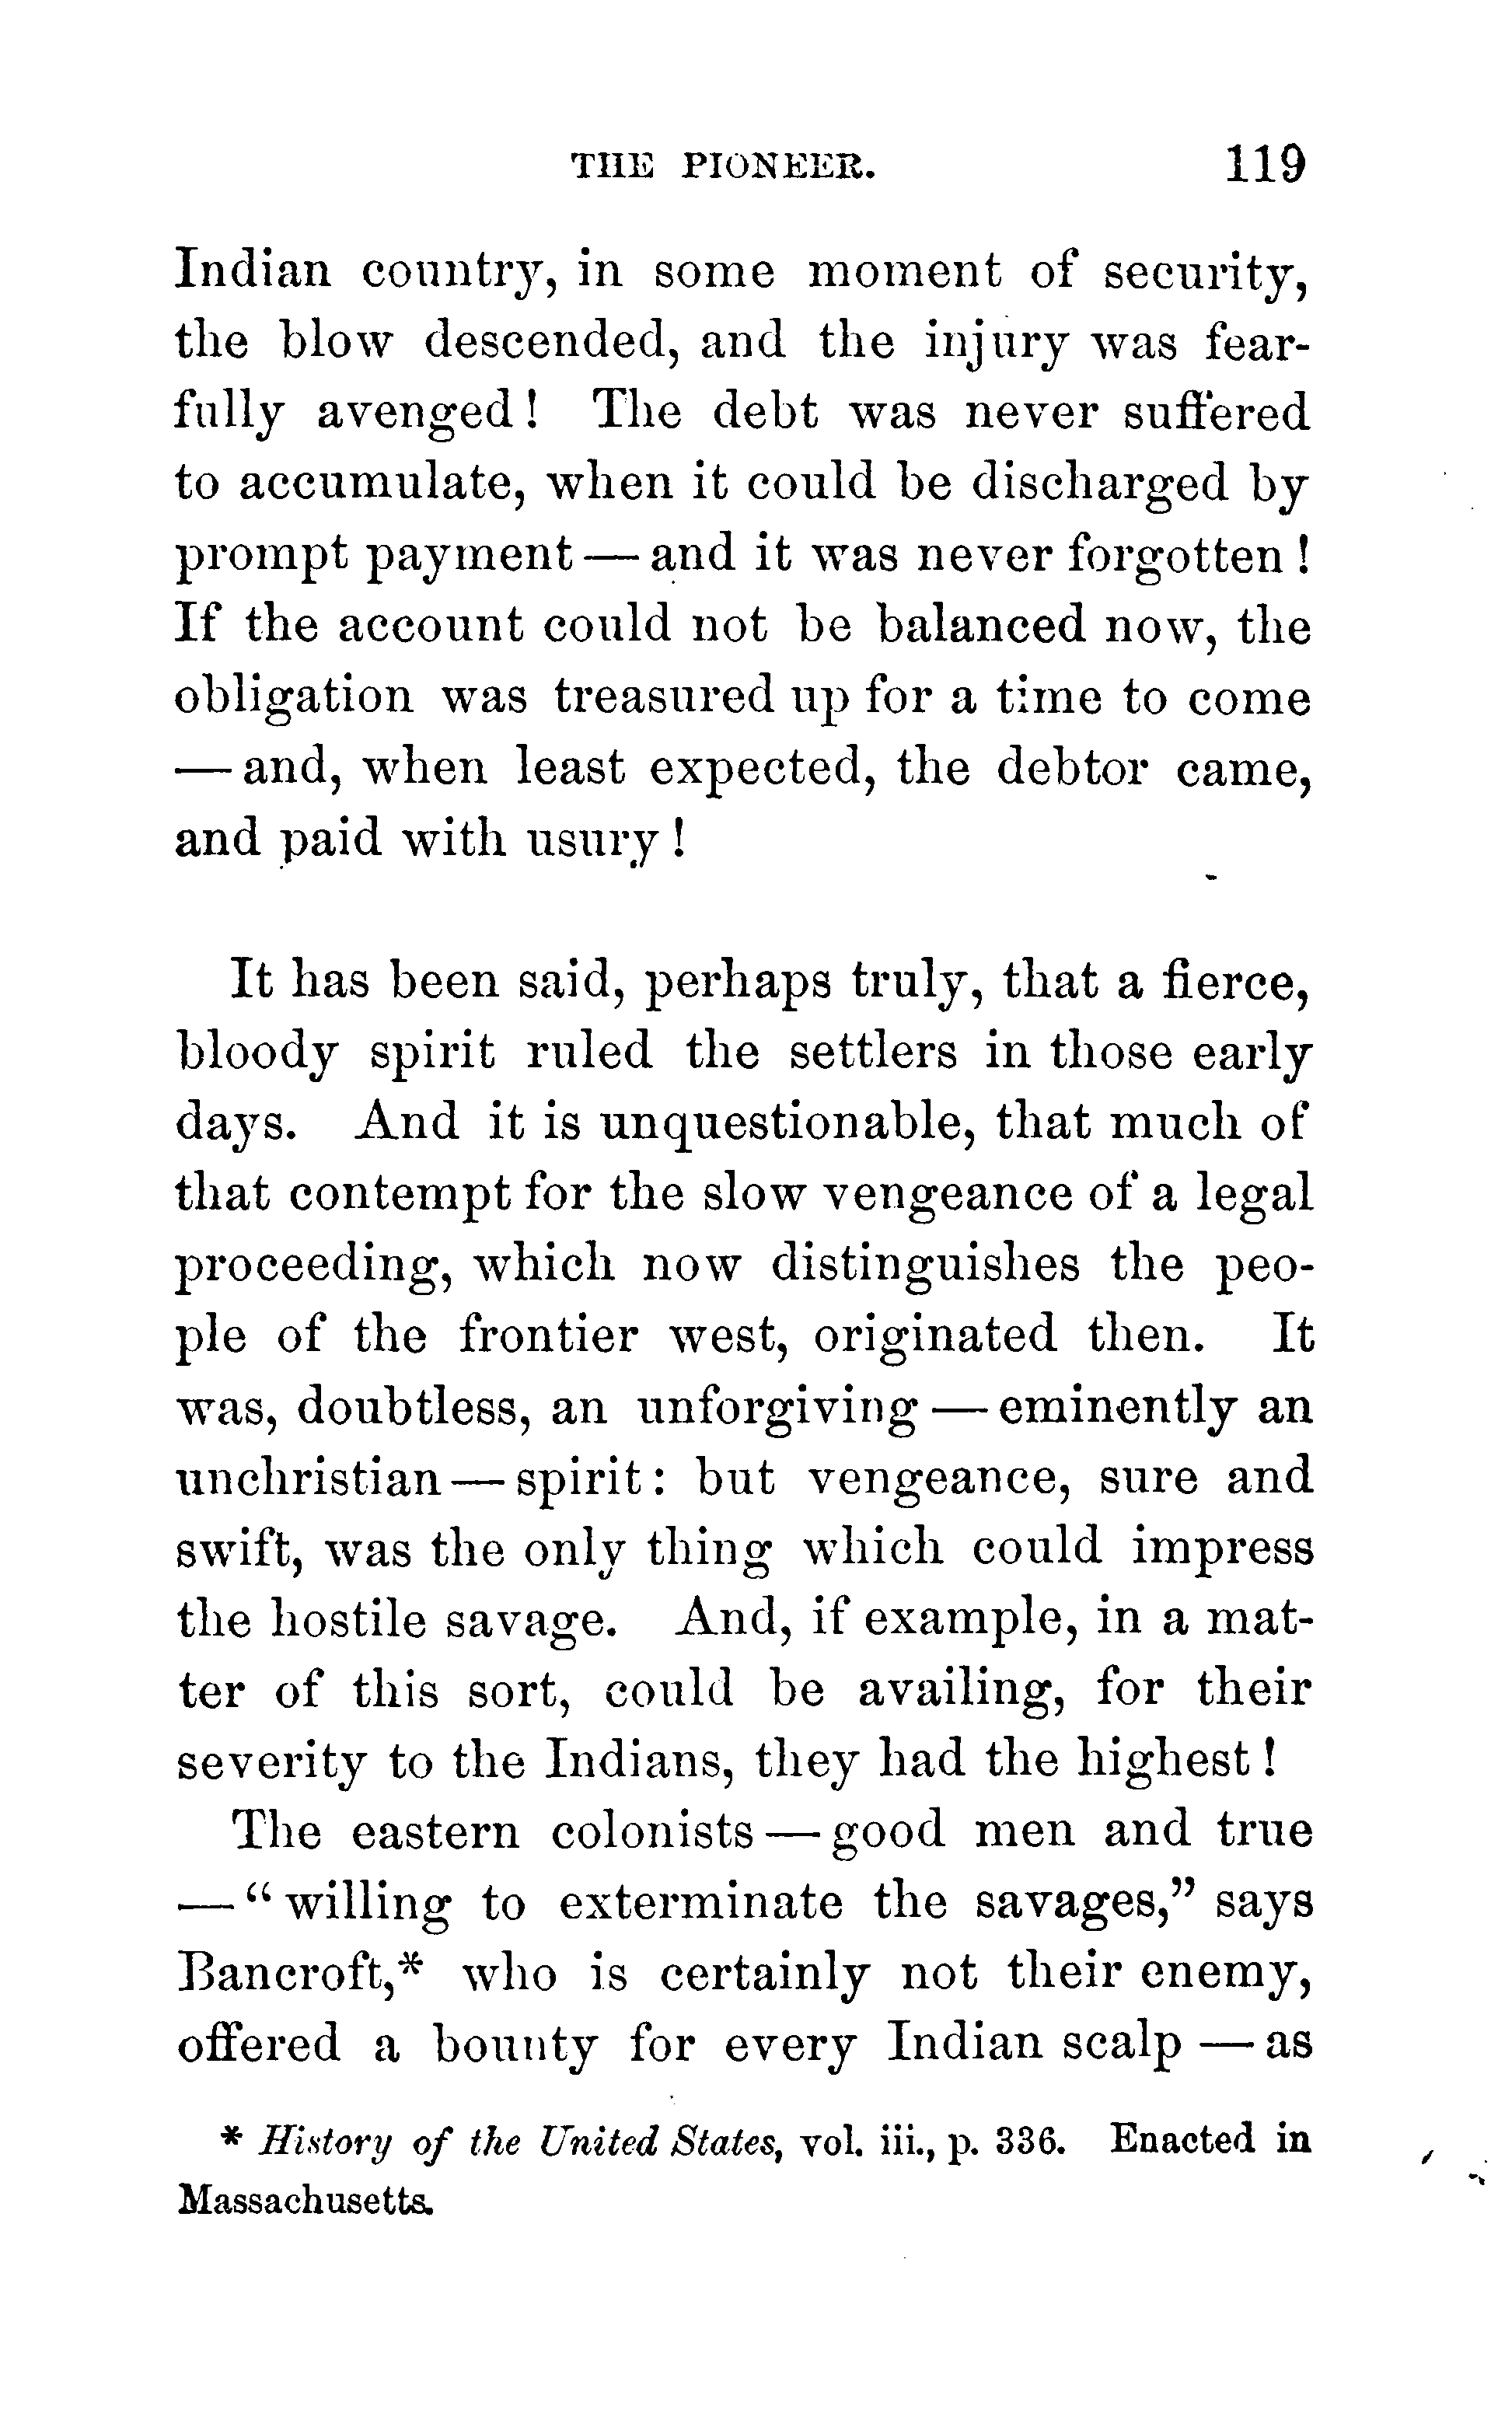 THE PIONEER. 119
Indian country, in some moment of security,
the blow descended, and the injury was fear-
fully avenged! The debt was never suffered
to accumulate, when it could be discharged by
prompt payment — and it was never forgotten!
If the account could not be balanced now, the
obligation was treasured up for a time to come
— and, when least expected, the debtor came,
and paid with usury!
It has been said, perhaps truly, that a fierce,
bloody spirit ruled the settlers in those early
days. And it is unquestionable, that much of
that contempt for the slow vengeance of a legal
proceeding, which now distinguishes the peo-
ple of the frontier west, originated then. It
was, doubtless, an unforgiving — eminently an
unchristian — spirit: but vengeance, sure and
swift, was the only thing which could impress
the hostile savage. And, if example, in a mat-
ter of this sort, could be availing, for their
severity to the Indians, they had the highest!
The eastern colonists — good men and true
— "willing to exterminate the savages," says
Bancroft,* who is certainly not their enemy,
offered a bounty for every Indian scalp — as
* History of the United States, vol. iii., p. 336. Enacted in
Massachusetts.